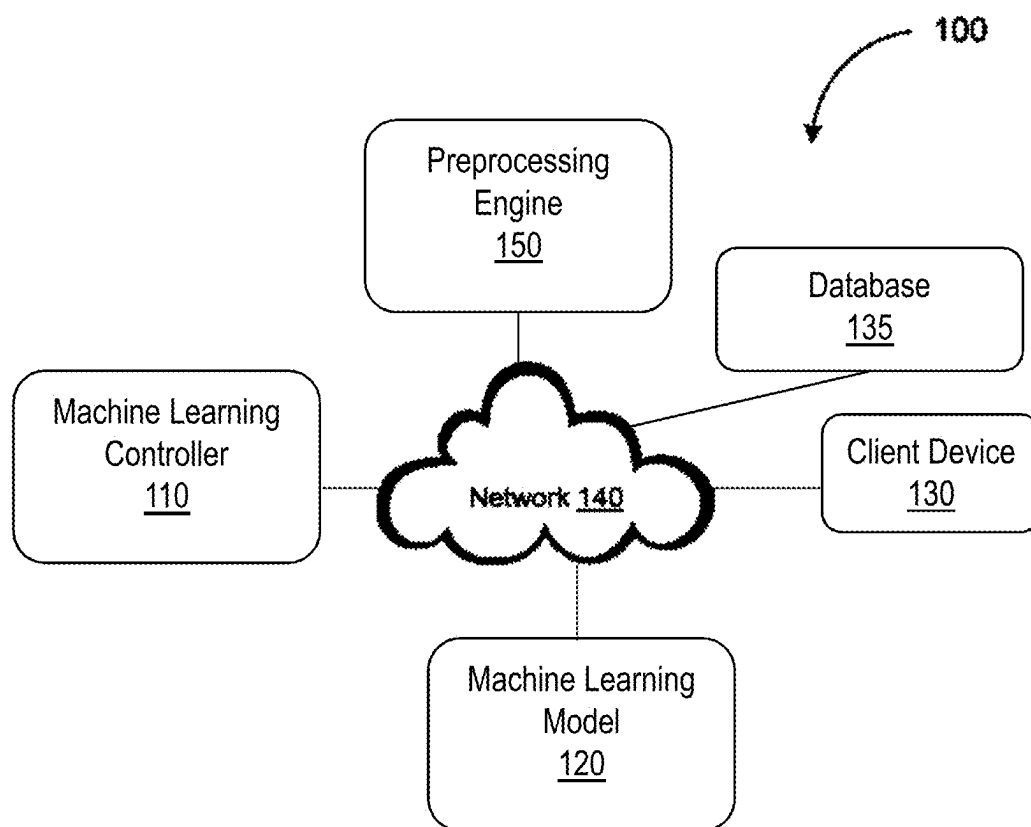 100
Preprocessing
Engine
150
Database
135
Machine Learning
Controller
110
Network 140
Client Device
130
Machine Learning
Model
120